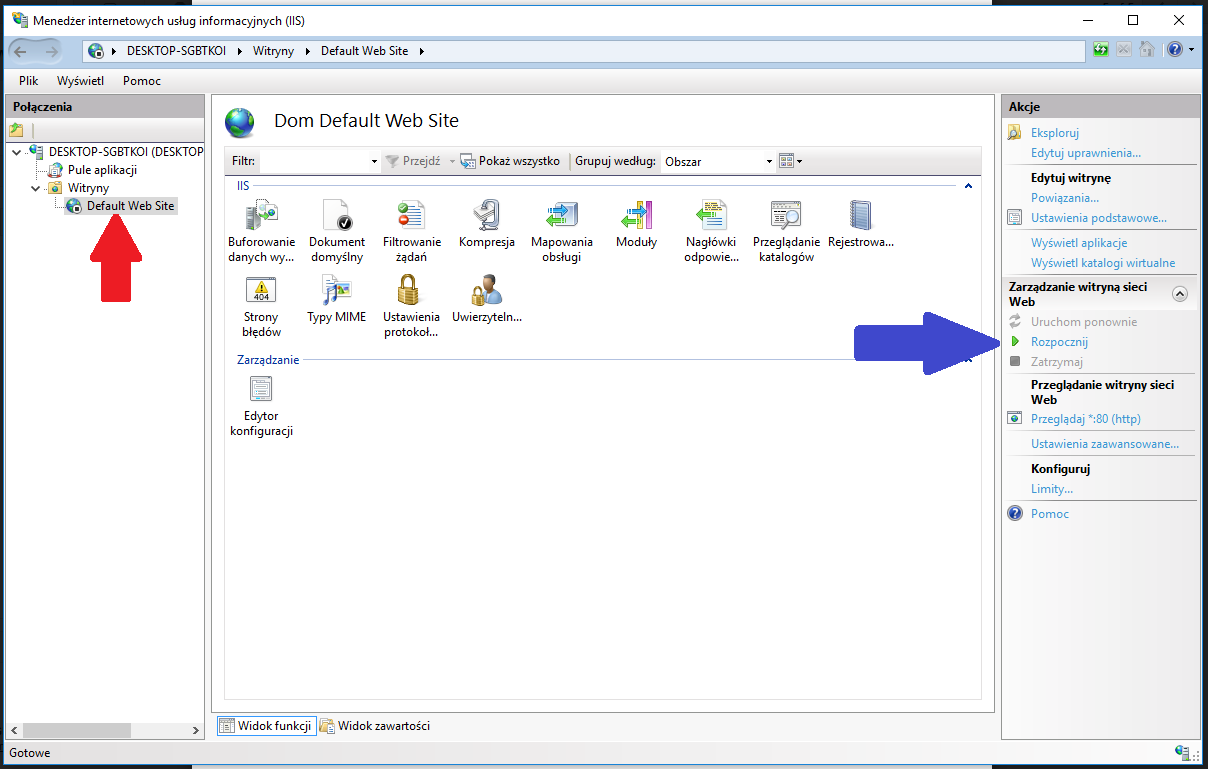 Menedżer internetowych usług informacyjnych (IIS)
DESKTOP-SGBTKOI
Witryny
Default Web Site
Plik
Wyświetl
Pomoc
Połączenia
DESKTOP-SGBTKOI (DESKTOP
Pule aplikacji
Witryny
Default Web Site
Dom Default Web Site
Filtr:
Przejdź
Pokaż wszystko
Grupuj według:
Obszar
IIS
Buforowanie
danych wy...
Dokument
domyślny
Filtrowanie
żądań
Kompresja
Mapowania
obsługi
Moduły
Nagłówki
odpowie...
Przeglądanie
katalogów
Rejestrowa...
404
Strony
błędów
Typy MIME
Ustawienia
protokoł...
Uwierzyteln...
Zarządzanie
Edytor
konfiguracji
Widok funkcji
Widok zawartości
Akcje
Eksploruj
Edytuj uprawnienia...
Edytuj witrynę
Powiązania...
Ustawienia podstawowe...
Wyświetl aplikacje
Wyświetl katalogi wirtualne
Zarządzanie witryną sieci
Web
Uruchom ponownie
Rozpocznij
Zatrzymaj
Przeglądanie witryny sieci
Web
Przeglądaj *:80 (http)
Ustawienia zaawansowane...
Konfiguruj
Limity...
Pomoc
Gotowe